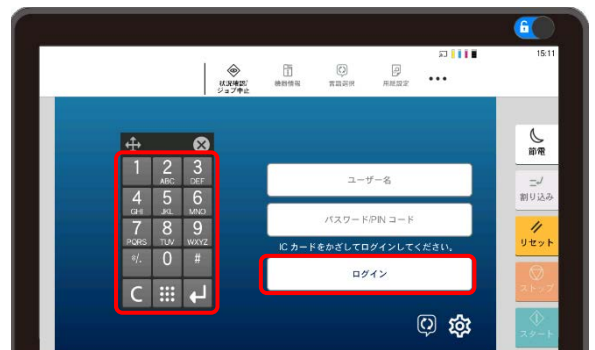 15:11
状況確認/
ジョブ中止
機器情報
言語選択
用紙設定
•••
節電
割り込み
リセット
ストップ
スタート
1
2
ABC
3
DEF
4
GHI
5
JKL
6
MNO
7
PQRS
8
TUV
9
WXYZ
*/.
0
#
C
ユーザー名
パスワード/PIN コード
IC カードをかざしてログインしてください。
ログイン